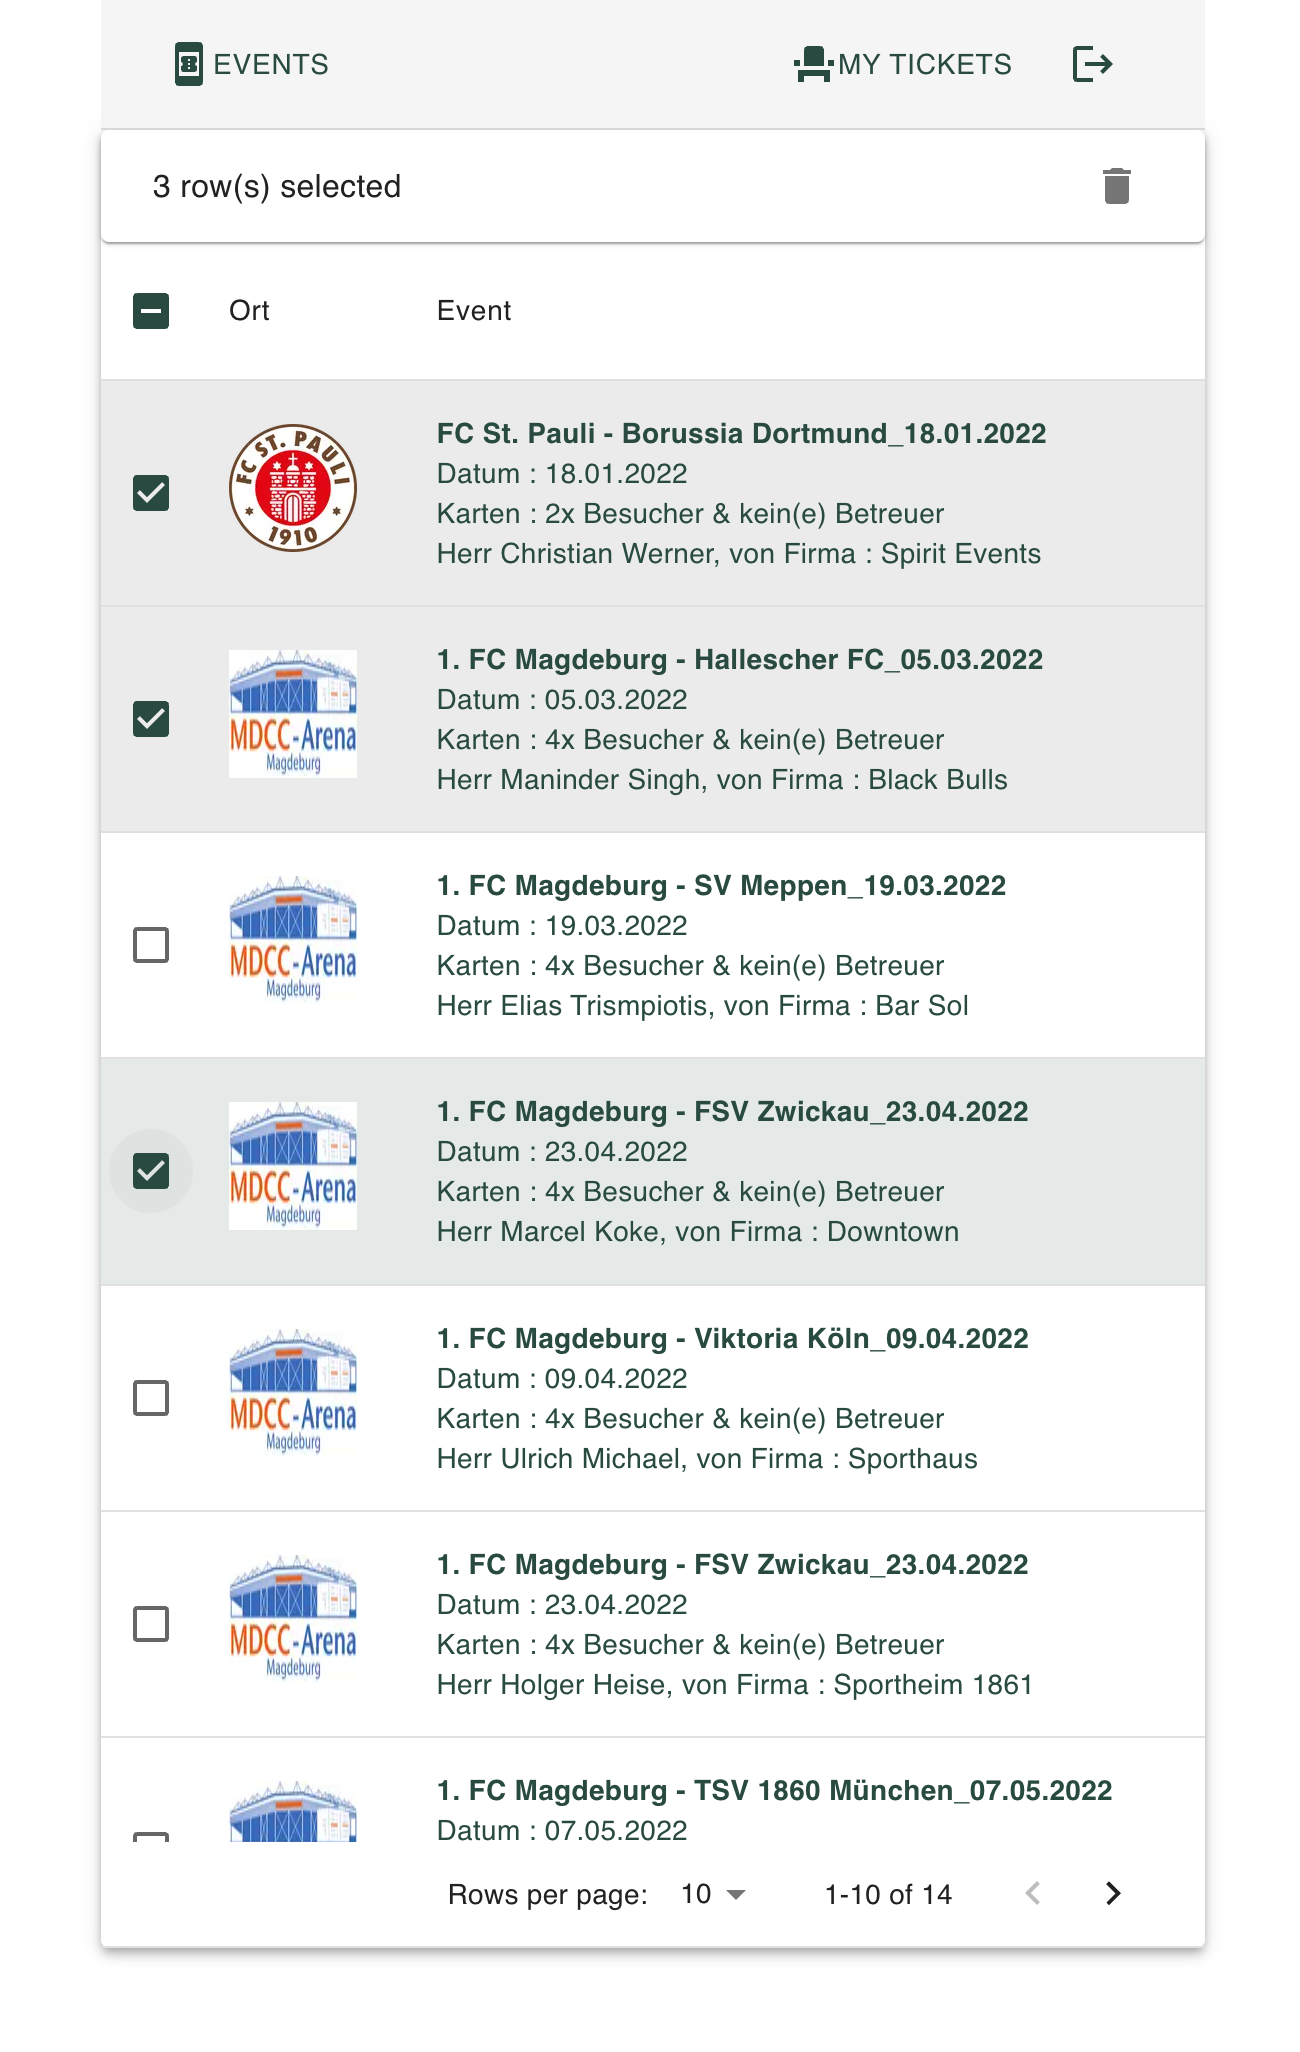 EVENTS MY TICKETS
3 row(s) selected
Ort Event
FC ST. PAULI
1910
FC St. Pauli - Borussia Dortmund_18.01.2022
Datum : 18.01.2022
Karten : 2x Besucher & kein(e) Betreuer
Herr Christian Werner, von Firma : Spirit Events
MDCC-Arena
Magdeburg
1. FC Magdeburg - Hallescher FC_05.03.2022
Datum : 05.03.2022
Karten : 4x Besucher & kein(e) Betreuer
Herr Maninder Singh, von Firma : Black Bulls
MDCC-Arena
Magdeburg
1. FC Magdeburg - SV Meppen_19.03.2022
Datum : 19.03.2022
Karten : 4x Besucher & kein(e) Betreuer
Herr Elias Trismpiotis, von Firma : Bar Sol
MDCC-Arena
Magdeburg
1. FC Magdeburg - FSV Zwickau_23.04.2022
Datum : 23.04.2022
Karten : 4x Besucher & kein(e) Betreuer
Herr Marcel Koke, von Firma : Downtown
MDCC-Arena
Magdeburg
1. FC Magdeburg - Viktoria Köln_09.04.2022
Datum : 09.04.2022
Karten : 4x Besucher & kein(e) Betreuer
Herr Ulrich Michael, von Firma : Sporthaus
MDCC-Arena
Magdeburg
1. FC Magdeburg - FSV Zwickau_23.04.2022
Datum : 23.04.2022
Karten : 4x Besucher & kein(e) Betreuer
Herr Holger Heise, von Firma : Sportheim 1861
1. FC Magdeburg - TSV 1860 München_07.05.2022
Datum : 07.05.2022
Rows per page: 10 1-10 of 14